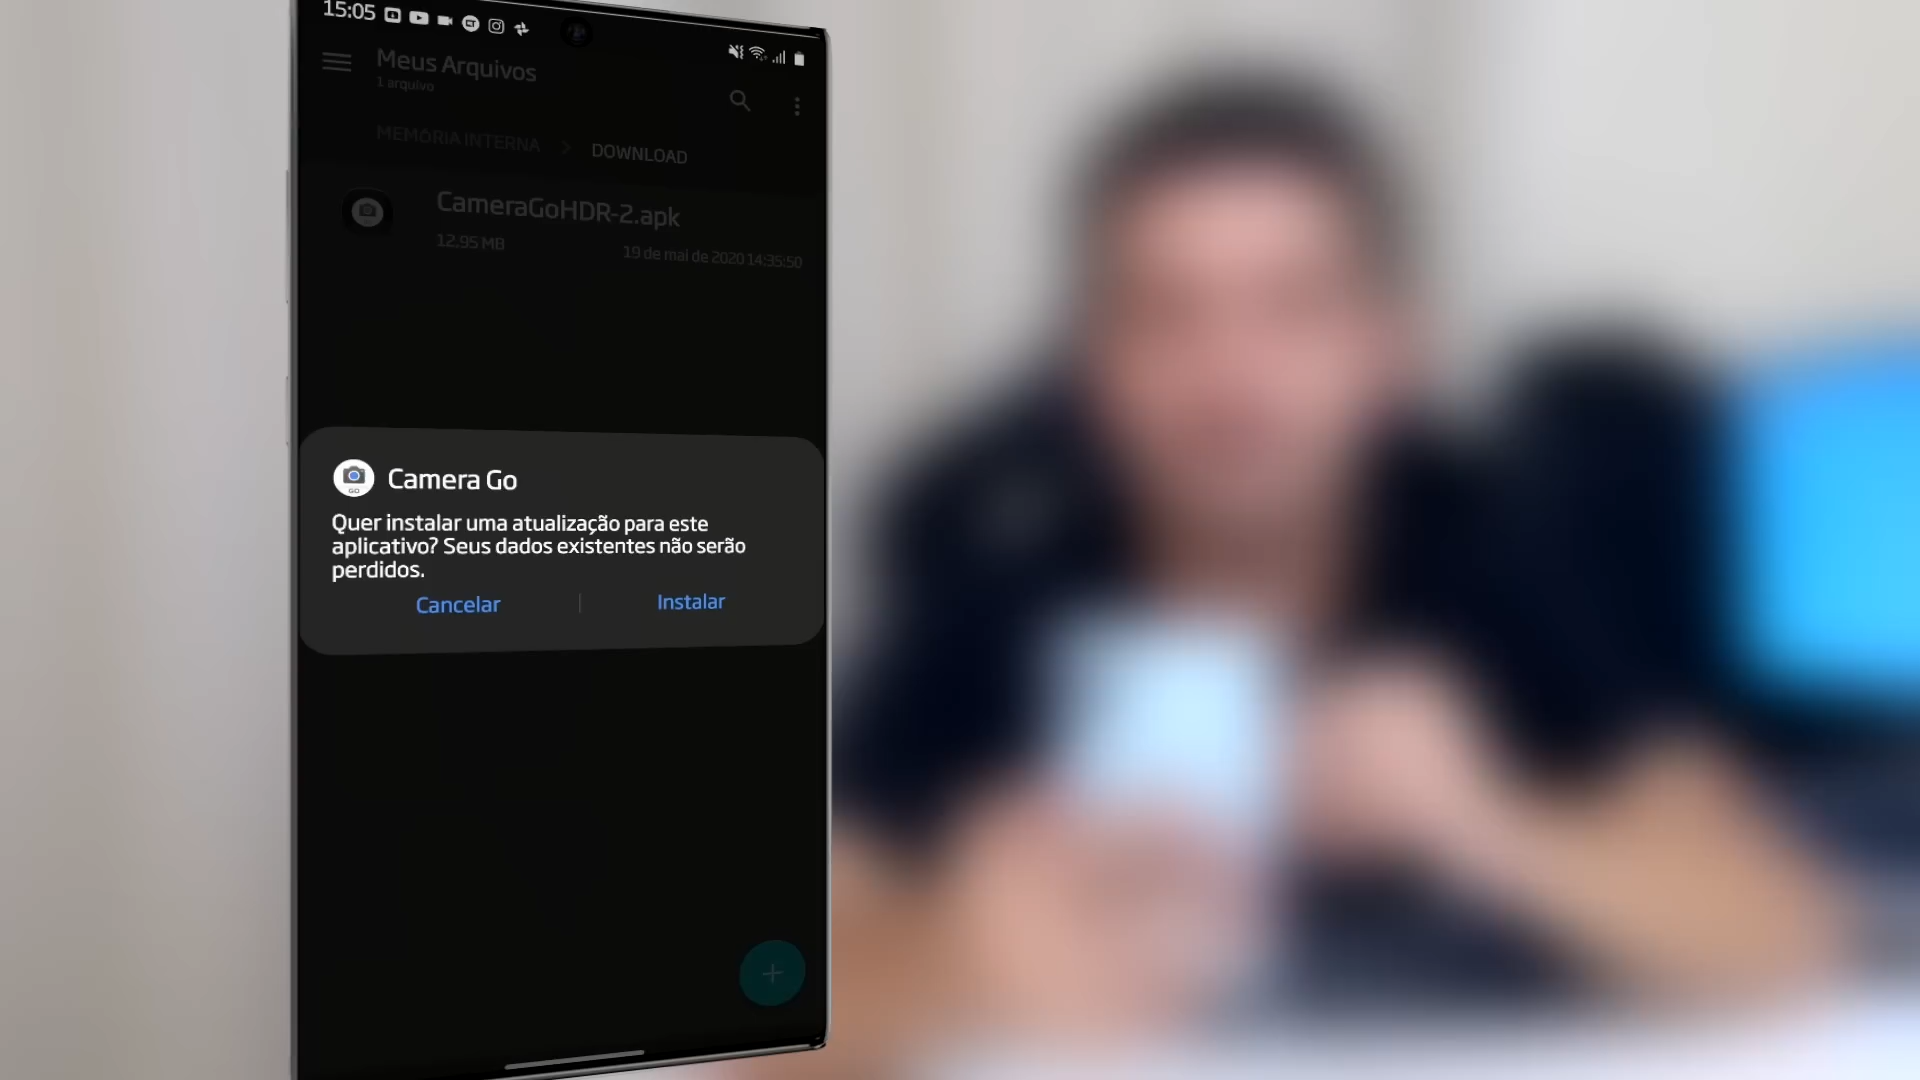 15:05
Meus Arquivos
1 arquivo
MEMÓRIA INTERNA > DOWNLOAD
CameraGoHDR-2.apk
12,95 MB 19 de mai de 2020 14:35:50
GO
Camera Go
Quer instalar uma atualização para este
aplicativo? Seus dados existentes não serão
perdidos.
Cancelar | Instalar